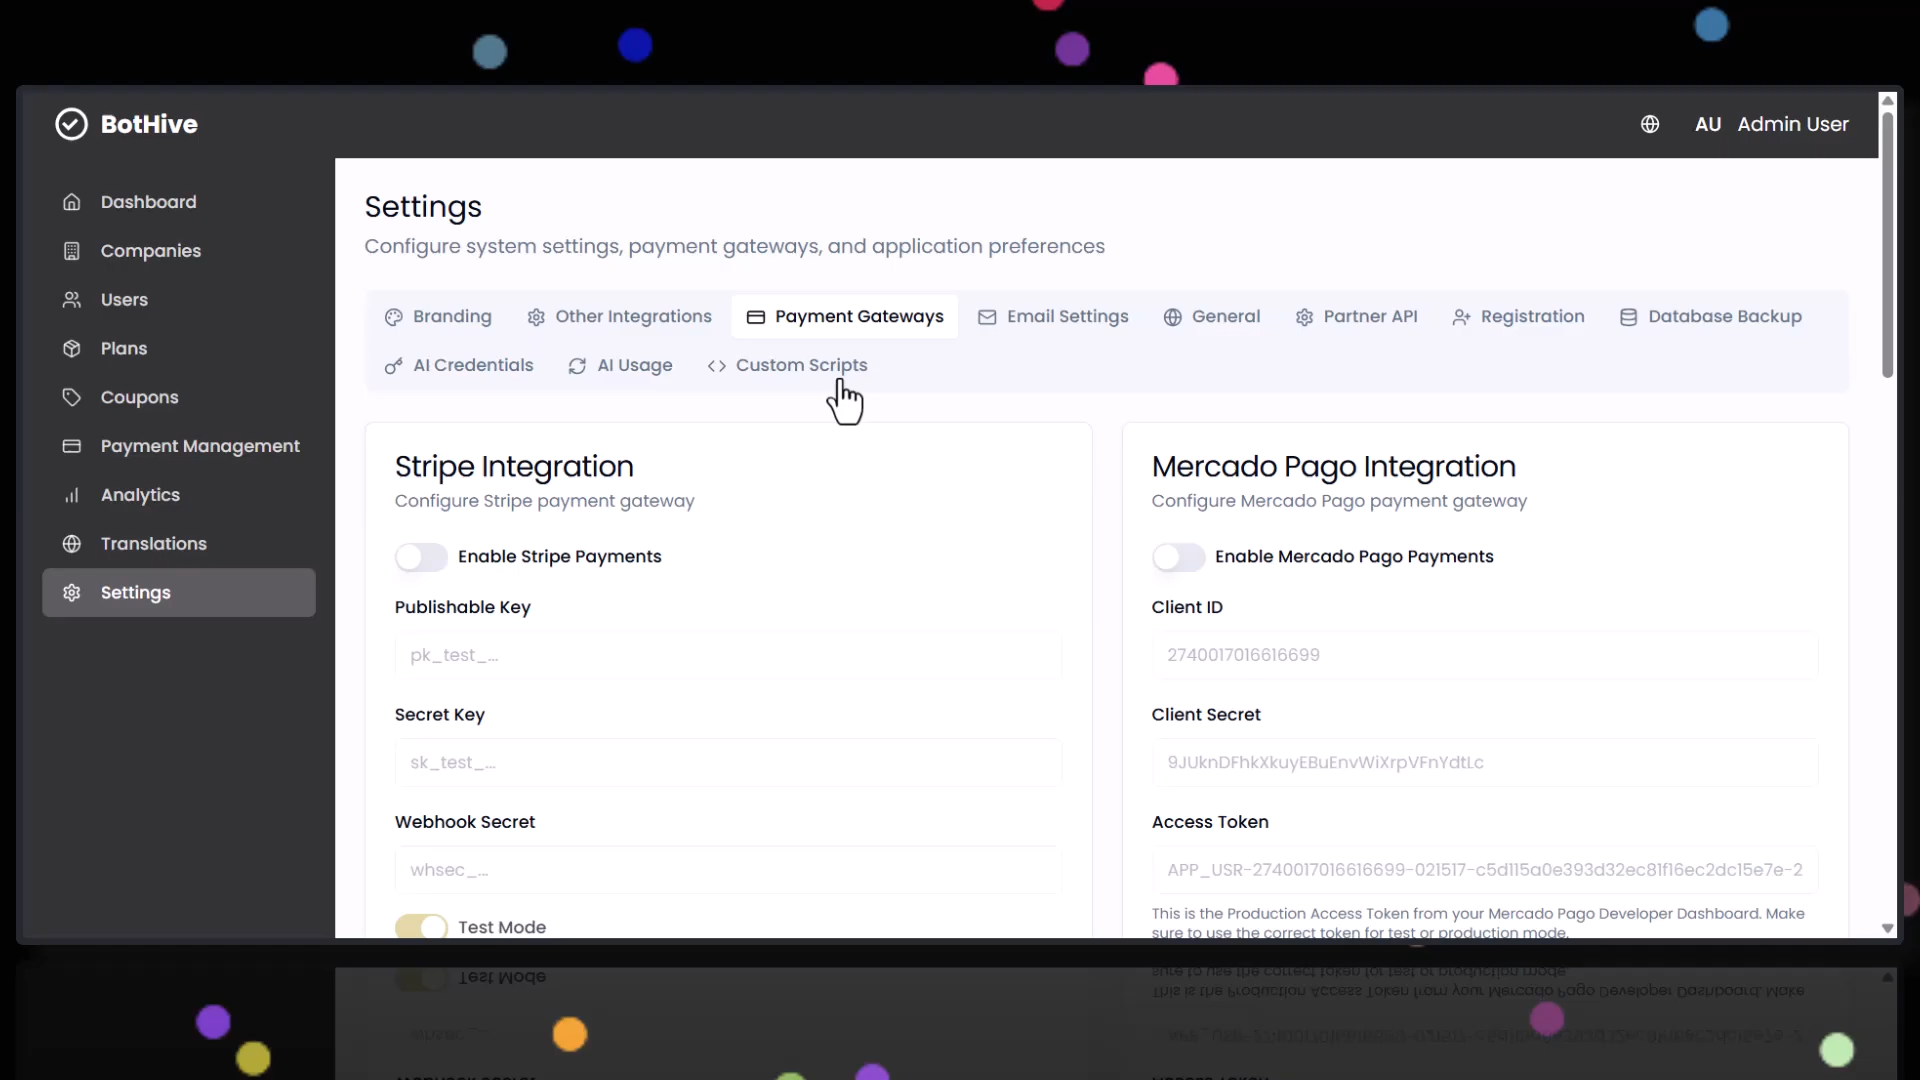 BotHive
AU Admin User
Dashboard
Companies
Users
Plans
Coupons
Payment Management
Analytics
Translations
Settings
Settings
Configure system settings, payment gateways, and application preferences
Branding Other Integrations Payment Gateways Email Settings General Partner API Registration Database Backup
AI Credentials AI Usage Custom Scripts
Stripe Integration
Configure Stripe payment gateway
Enable Stripe Payments
Publishable Key
pk_test_...
Secret Key
sk_test_...
Webhook Secret
whsec_...
Test Mode
Mercado Pago Integration
Configure Mercado Pago payment gateway
Enable Mercado Pago Payments
Client ID
2740017016616699
Client Secret
9JUknDFhkXkuyEBuEnvWiXrpVFnYdtLc
Access Token
APP_USR-2740017016616699-021517-c5d115a0e393d32ec81f16ec2dc15e7e-2
This is the Production Access Token from your Mercado Pago Developer Dashboard. Make
sure to use the correct token for test or production mode.